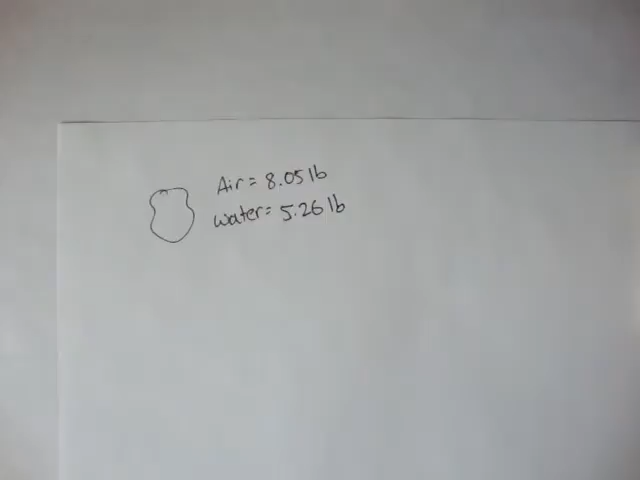 Air = 8.05 lb
water = 5.26 lb